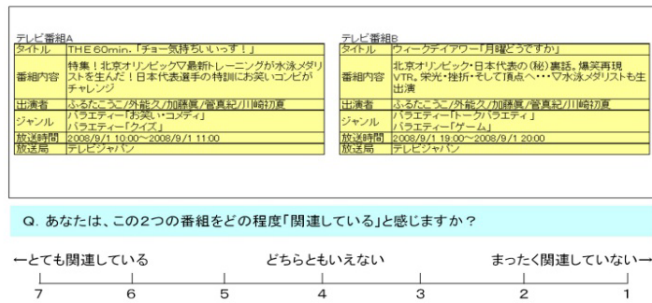 テレビ番組A
タイトル THE 60min.「チョー気持ちいいっす！」
番組内容 特集！北京オリンピック▽最新トレーニングが水泳メダリ
ストを生んだ！日本代表選手の特訓にお笑いコンビが
チャレンジ
出演者 ふるたこうこ/外能久/加藤眞/菅真紀/川崎初夏
ジャンル バラエティー「お笑い・コメディ」
バラエティー「クイズ」
放送時間 2008/9/1 10:00～2008/9/1 11:00
放送局 テレビジャパン
テレビ番組B
タイトル ウィークデイアワー「月曜どうですか」
番組内容 北京オリンピック・日本代表の(秘)裏話。爆笑再現
VTR。栄光・挫折・そして頂点へ・・・▽水泳メダリストも生
出演
出演者 ふるたこうこ/外能久/加藤眞/菅真紀/川崎初夏
ジャンル バラエティー「トークバラエティ」
バラエティー「ゲーム」
放送時間 2008/9/1 19:00～2008/9/1 20:00
放送局 テレビジャパン
Q. あなたは、この2つの番組をどの程度「関連している」と感じますか？
←とても関連している どちらともいえない まったく関連していない→
7 6 5 4 3 2 1